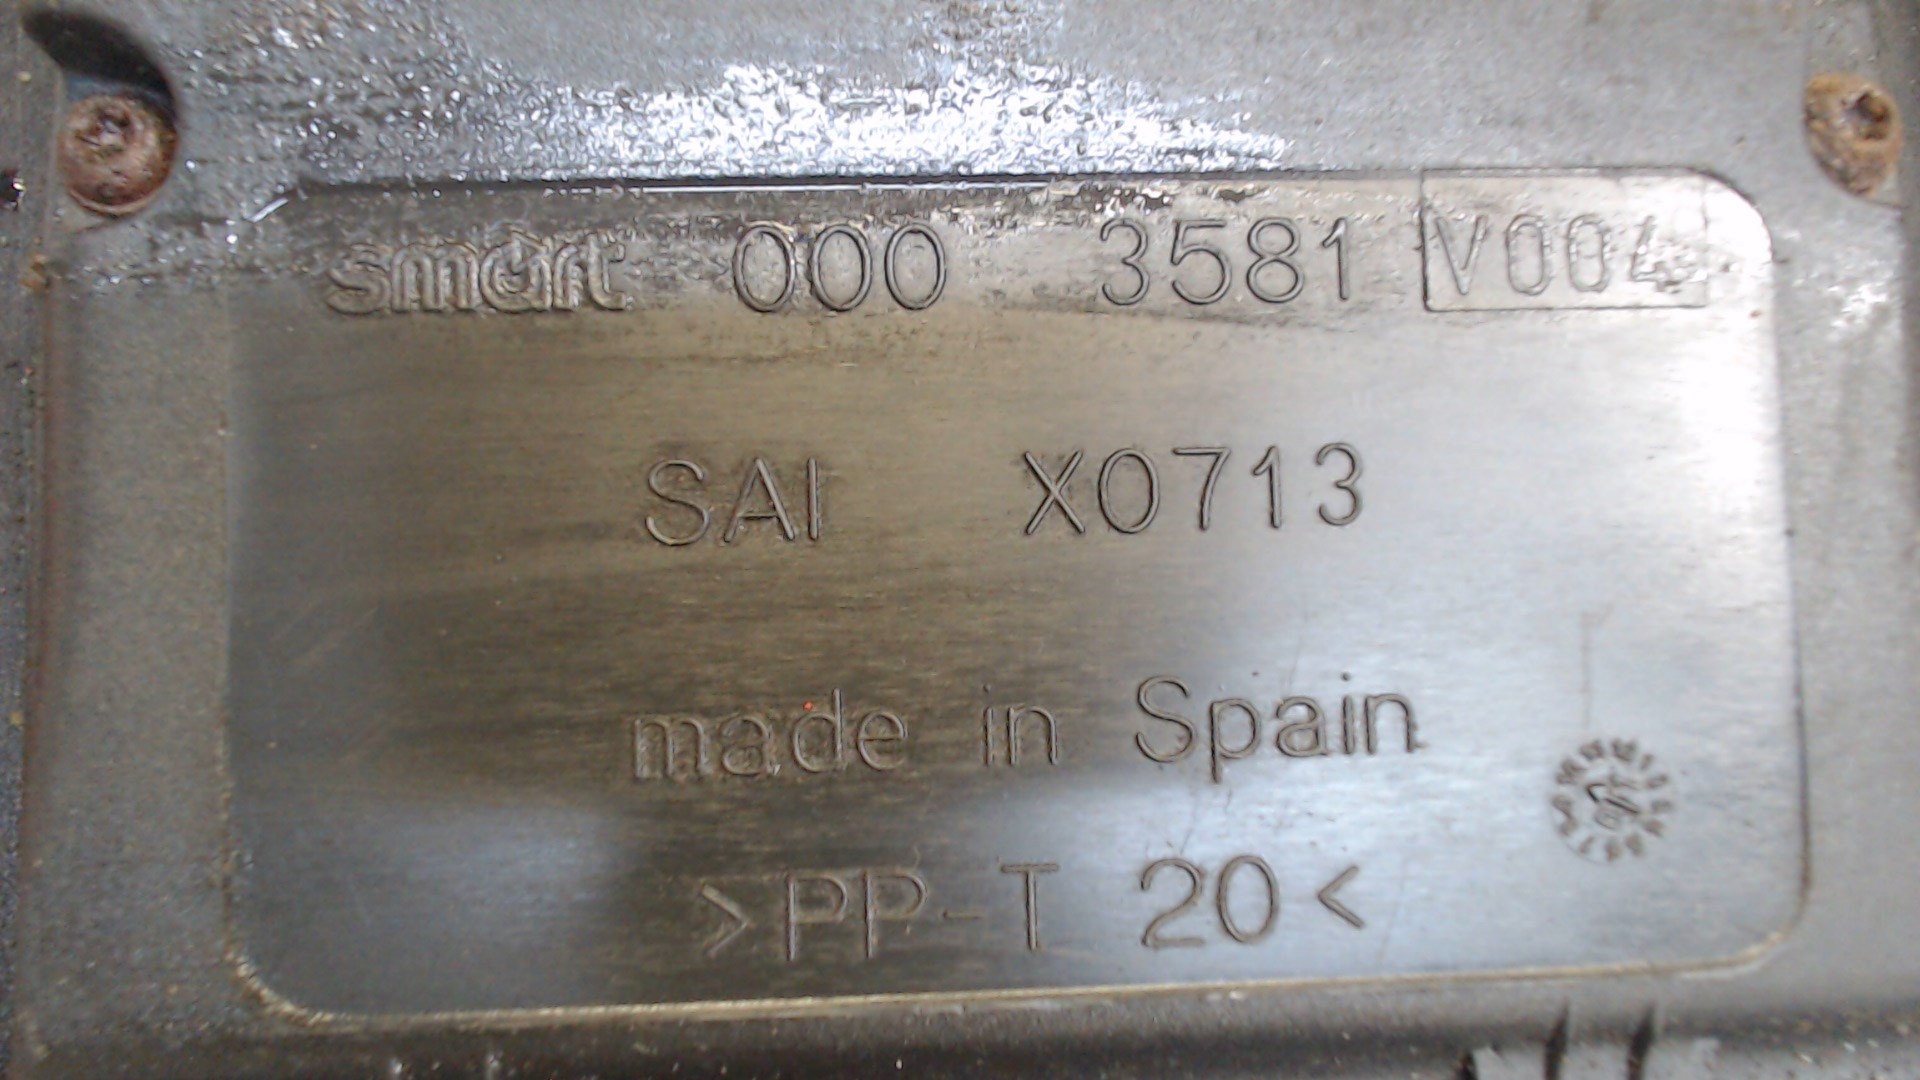 smart 000 3581 V004
SAI X0713
made in Spain
>PP-T 20<